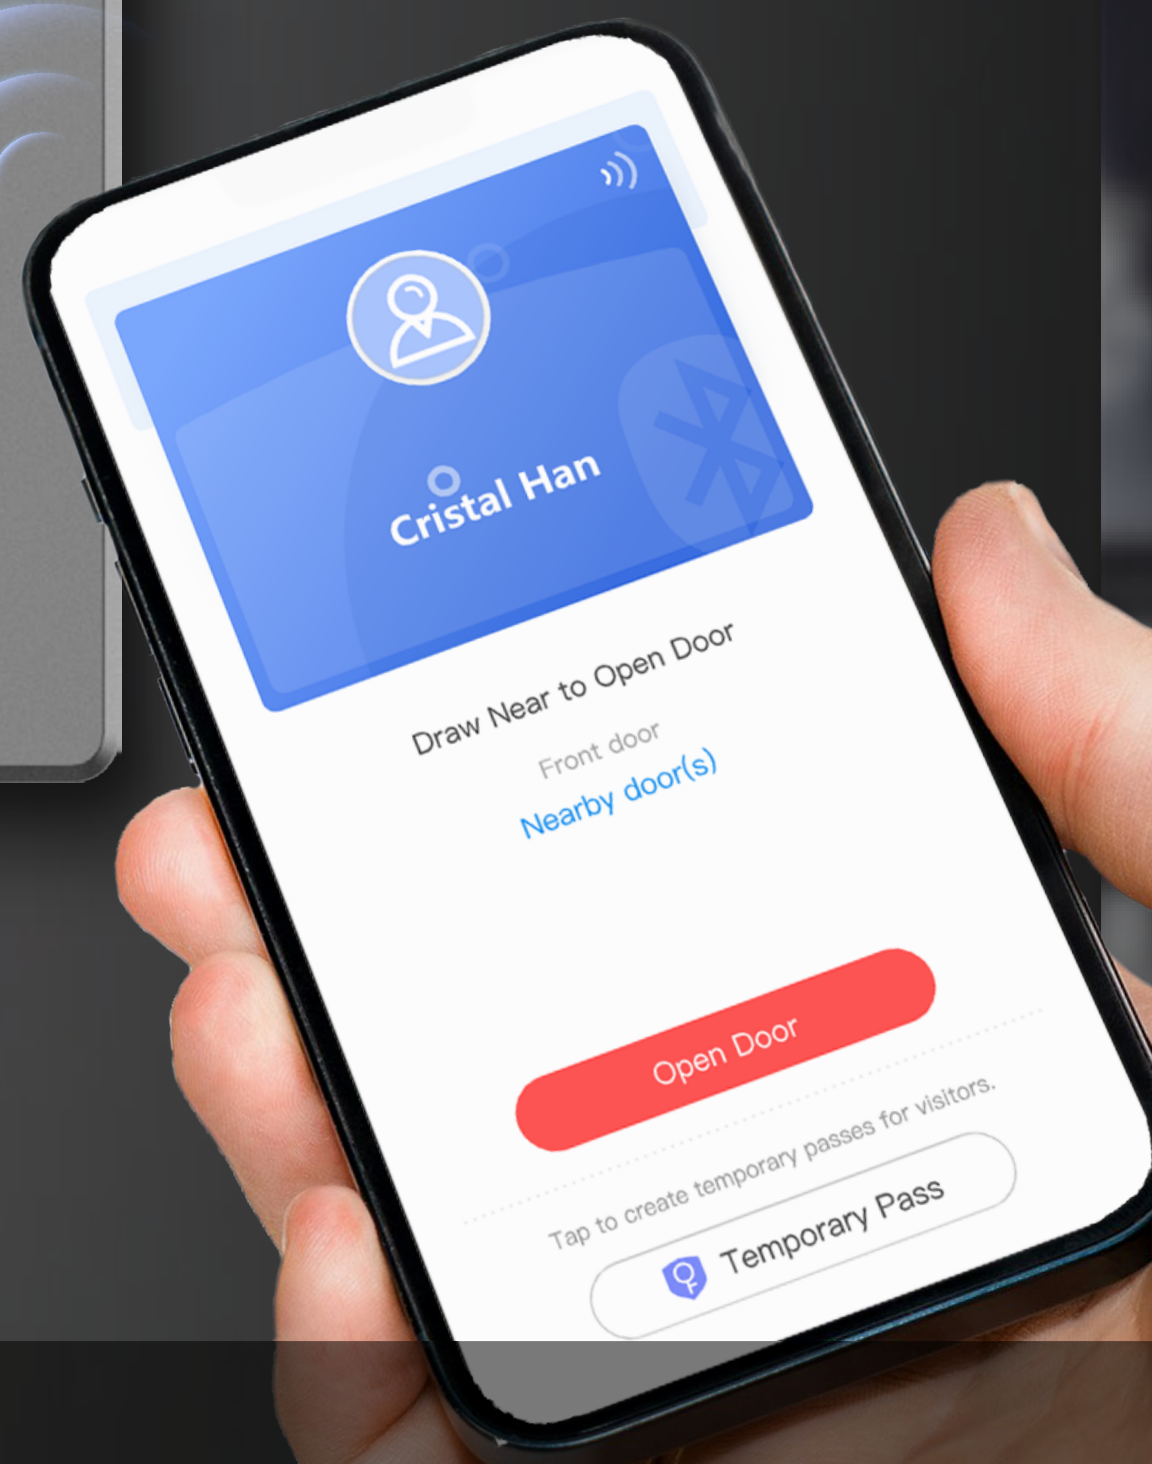 Cristal Han
Draw Near to Open Door
Front door
Nearby door(s)
Open Door
Tap to create temporary passes for visitors.
Temporary Pass